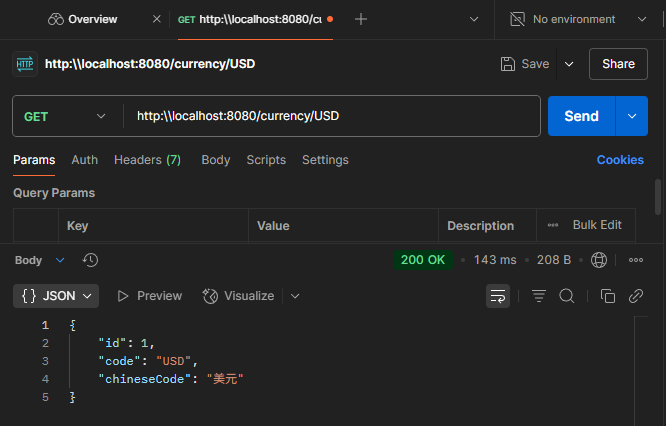 Overview
GET http:\\localhost:8080/cu
No environment
HTTP
http:\\localhost:8080/currency/USD
Save
Share
GET
http:\\localhost:8080/currency/USD
Send
Params Auth Headers (7) Body Scripts Settings Cookies
Query Params
Key Value Description Bulk Edit
Body 200 OK 143 ms 208 B
{} JSON Preview Visualize
1 {
2 "id": 1,
3 "code": "USD",
4 "chineseCode": "美元"
5 }